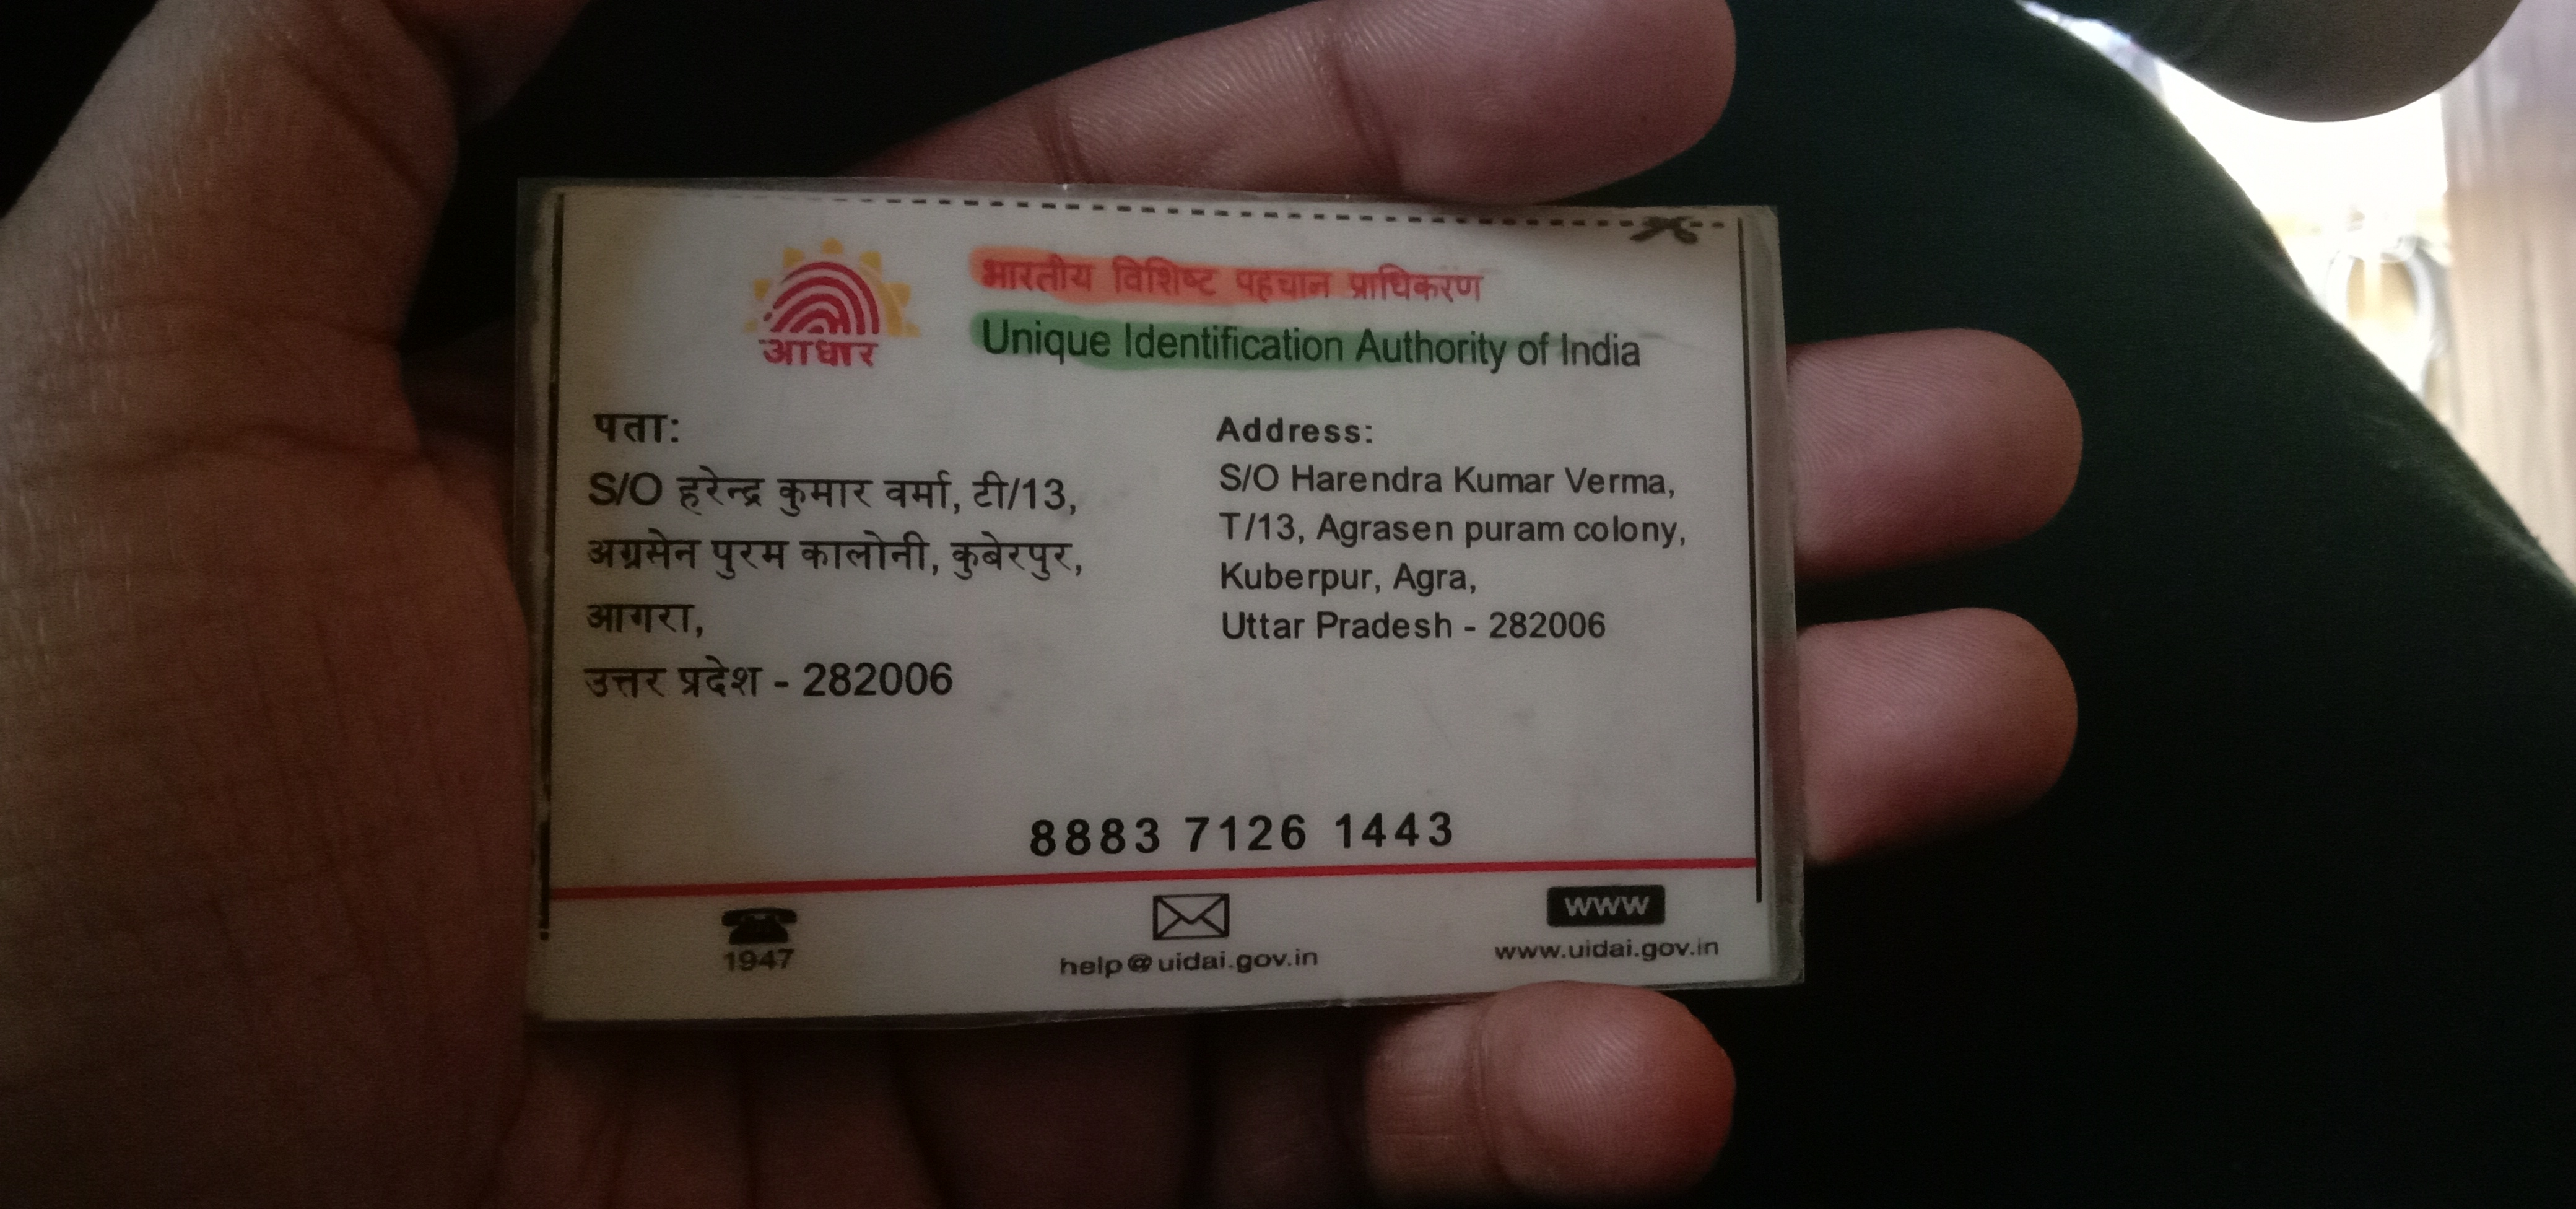 आधार
भारतीय विशिष्ट पहचान प्राधिकरण
Unique Identification Authority of India
पता:
S/O हरेन्द्र कुमार वर्मा, टी/13,
अग्रसेन पुरम कालोनी, कुबेरपुर,
आगरा,
उत्तर प्रदेश - 282006
Address:
S/O Harendra Kumar Verma,
T/13, Agrasen puram colony,
Kuberpur, Agra,
Uttar Pradesh - 282006
8883 7126 1443
1947
help@uidai.gov.in
WWW
www.uidai.gov.in